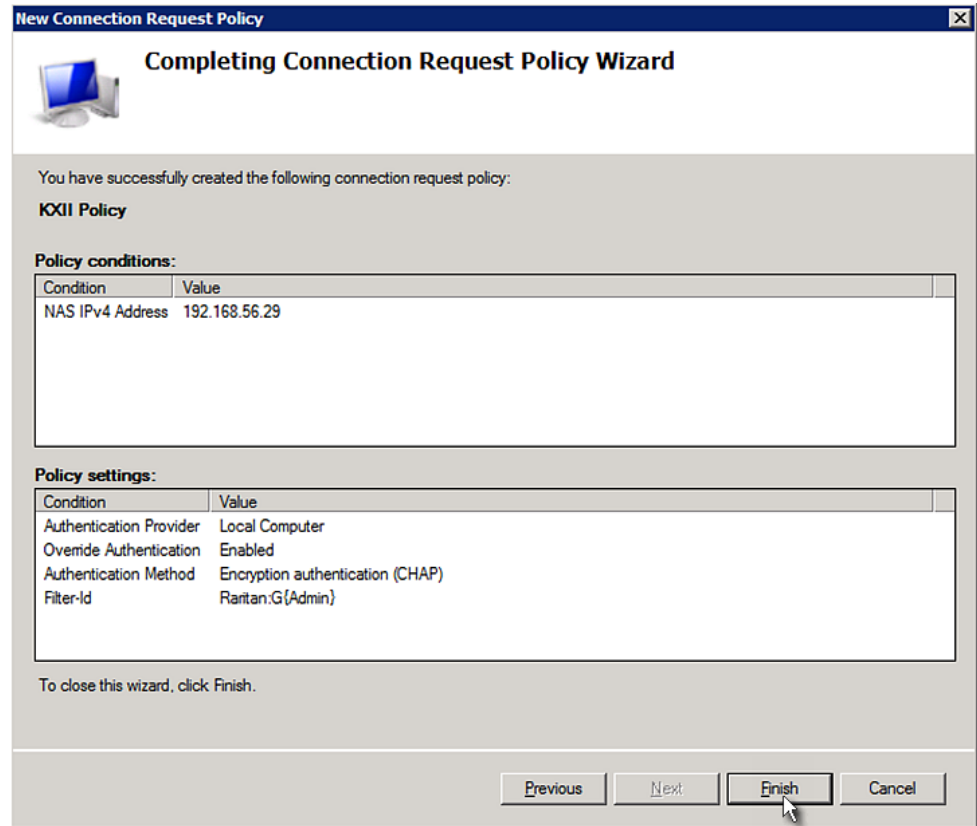 New Connection Request Policy
Completing Connection Request Policy Wizard
You have successfully created the following connection request policy:
KXII Policy
Policy conditions:
Condition Value
NAS IPv4 Address 192.168.56.29
Policy settings:
Condition Value
Authentication Provider Local Computer
Override Authentication Enabled
Authentication Method Encryption authentication (CHAP)
Filter-Id Raritan:G{Admin}
To close this wizard, click Finish.
Previous Next Finish Cancel